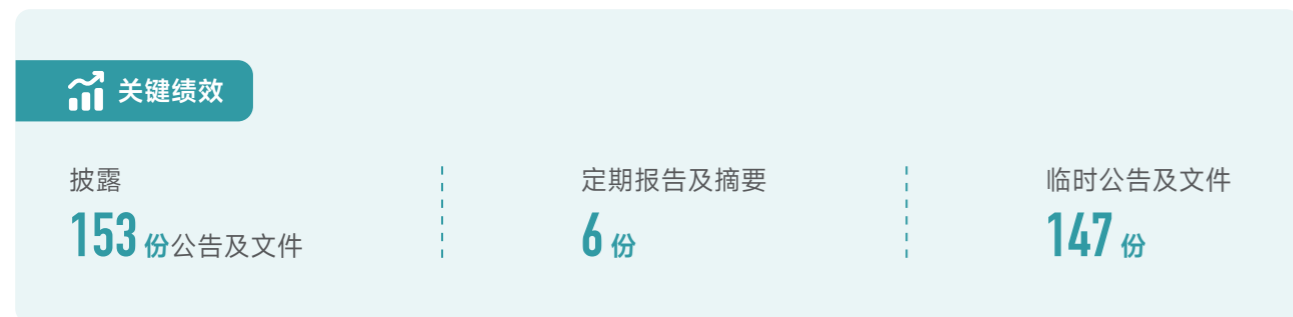 关键绩效
披露
153 份公告及文件
定期报告及摘要
6 份
临时公告及文件
147 份